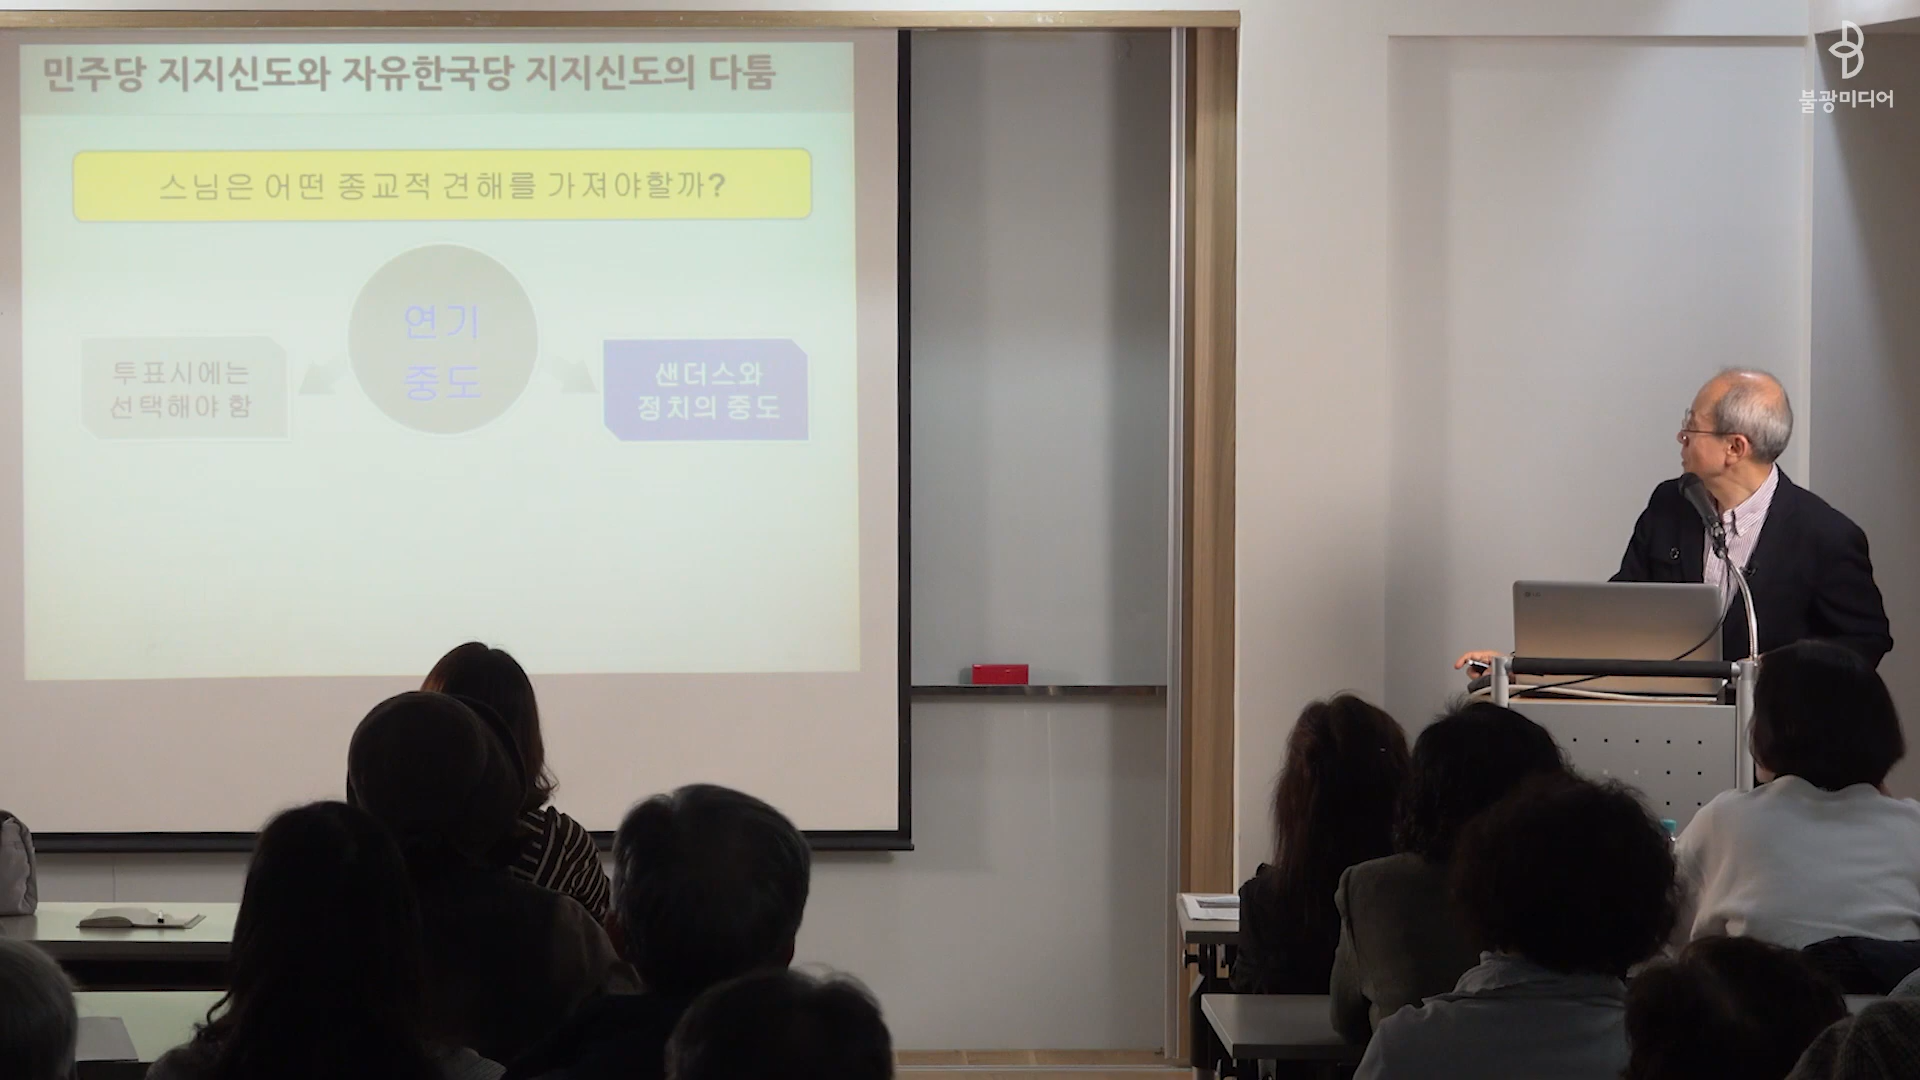 민주당 지지신도와 자유한국당 지지신도의 다툼
스님은 어떤 종교적 견해를 가져야할까?
연기
중도
투표시에는
선택해야 함
샌더스와
정치의 중도
불광미디어
LG